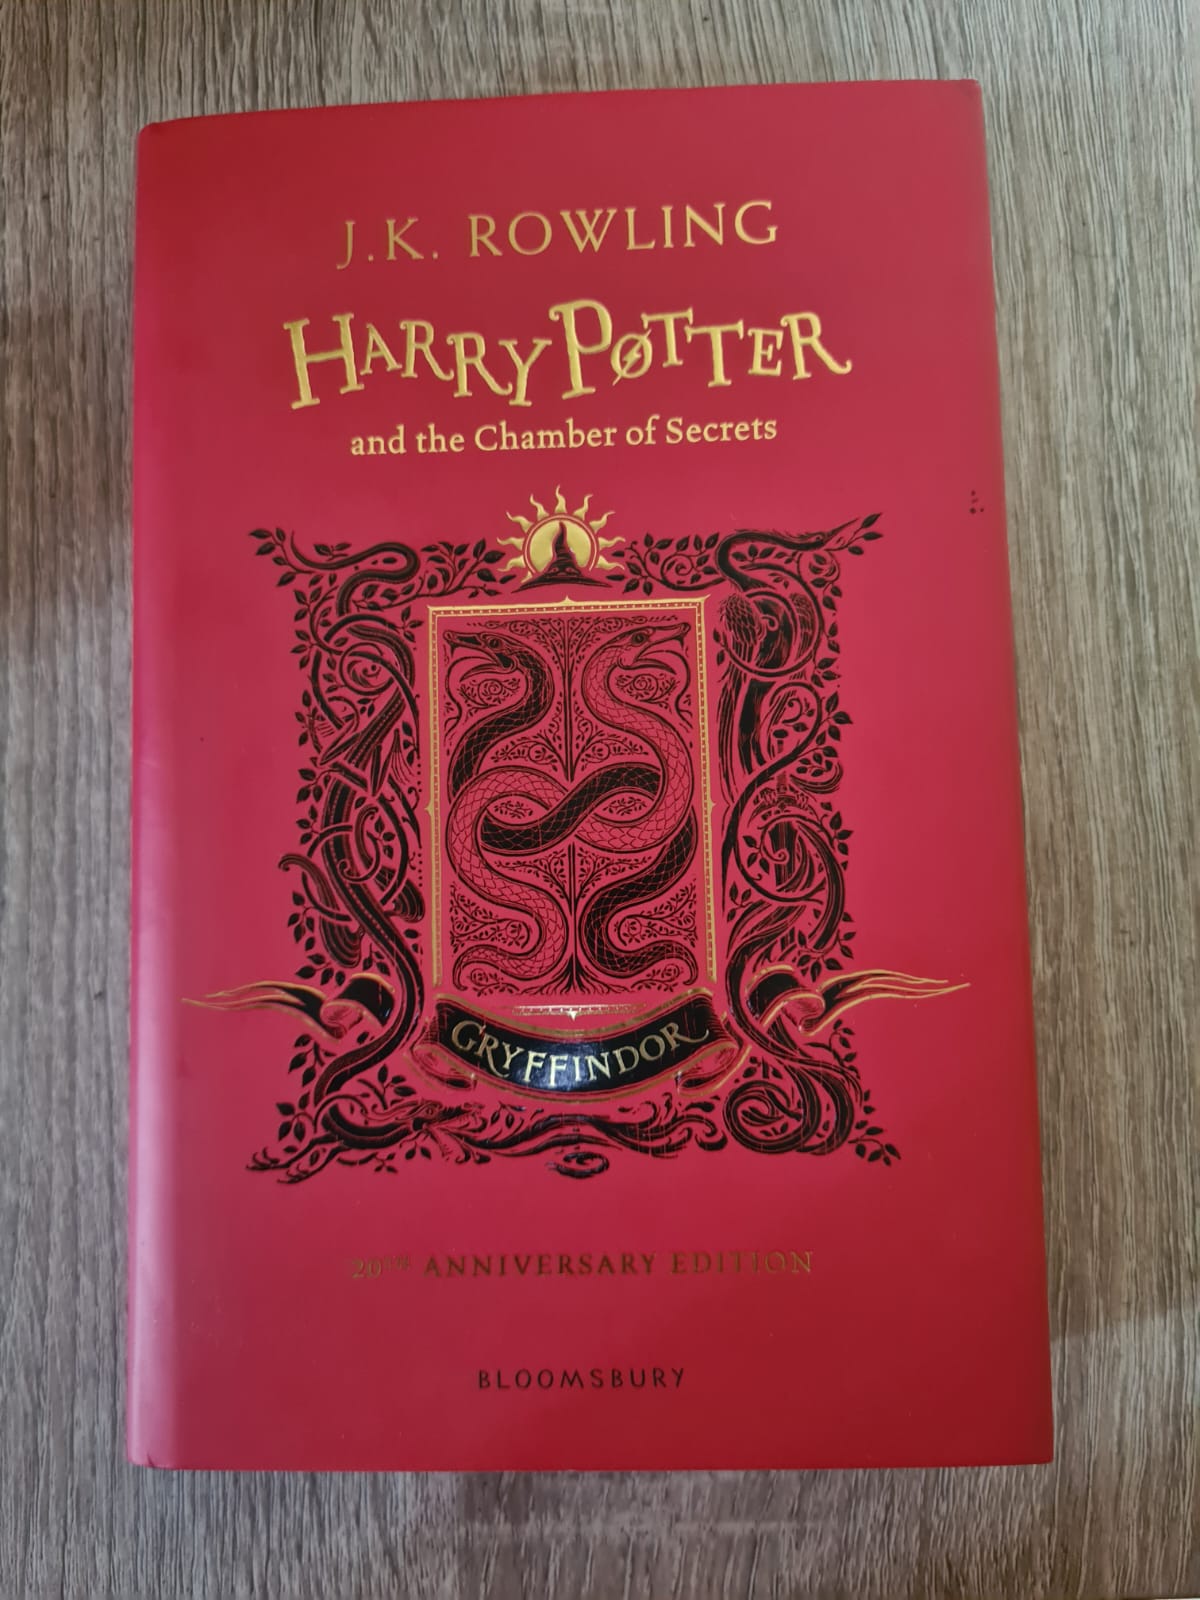 J.K. ROWLING
HARRY POTTER
and the Chamber of Secrets
GRYFFINDOR
20TH ANNIVERSARY EDITION
BLOOMSBURY